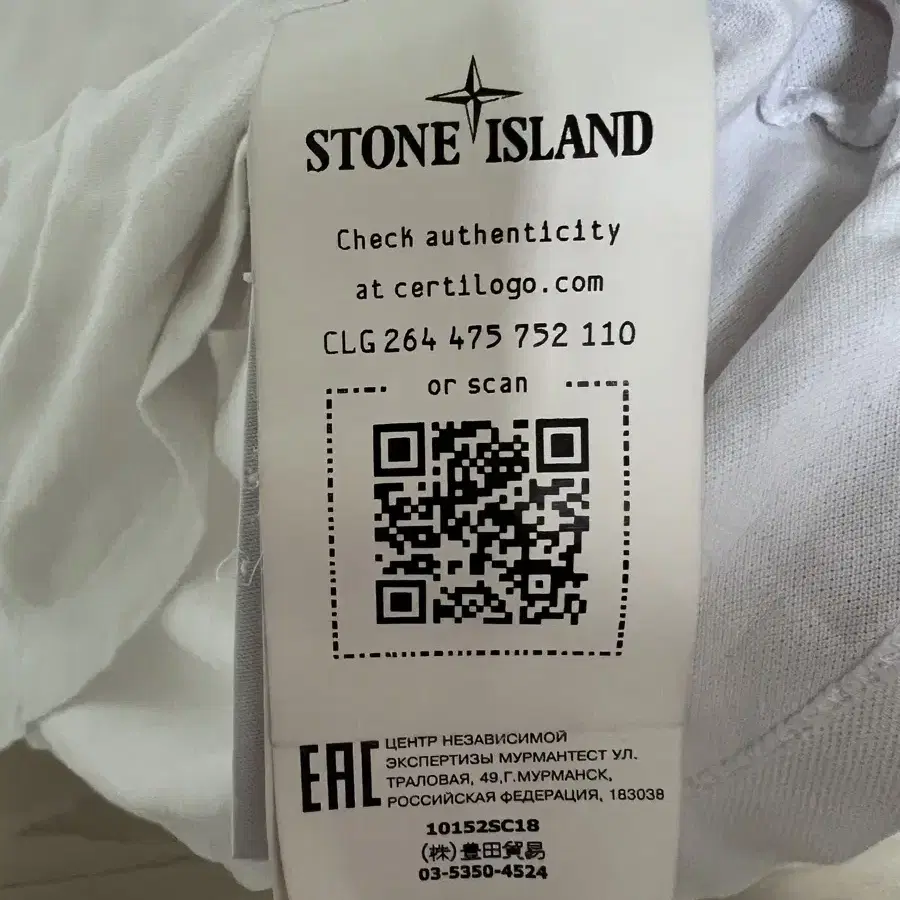 STONE ISLAND
Check authenticity
at certilogo.com
CLG 264 475 752 110
or scan
EAC
ЦЕНТР НЕЗАВИСИМОЙ
ЭКСПЕРТИЗЫ МУРМАНТЕСТ УЛ.
ТРАЛОВАЯ, 49,Г.МУРМАНСК,
РОССИЙСКАЯ ФЕДЕРАЦИЯ, 183038
10152SC18
(株)豊田貿易
03-5350-4524